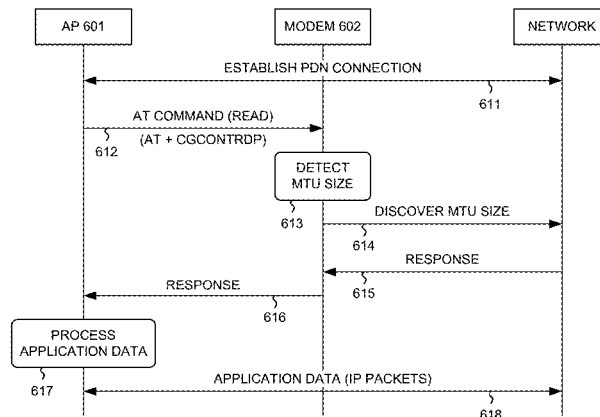 AP 601
MODEM 602
NETWORK
ESTABLISH PDN CONNECTION
611
AT COMMAND (READ)
612
(AT + CGCONTRDP)
DETECT
MTU SIZE
613
DISCOVER MTU SIZE
614
RESPONSE
615
RESPONSE
616
PROCESS
APPLICATION DATA
617
APPLICATION DATA (IP PACKETS)
618